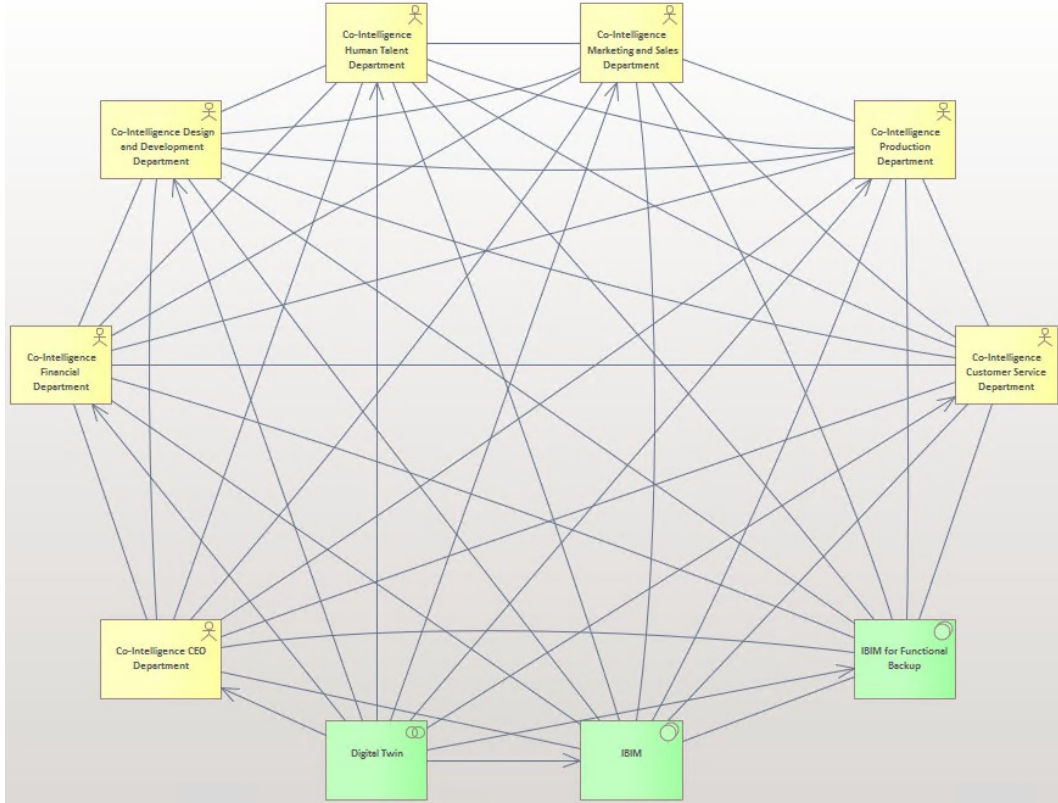 Co-Intelligence
Human Talent
Department
Co-Intelligence
Marketing and Sales
Department
Co-Intelligence Design
and Development
Department
Co-Intelligence
Production
Department
Co-Intelligence
Financial
Department
Co-Intelligence
Customer Service
Department
Co-Intelligence CEO
Department
IBIM for Functional
Backup
Digital Twin
IBIM